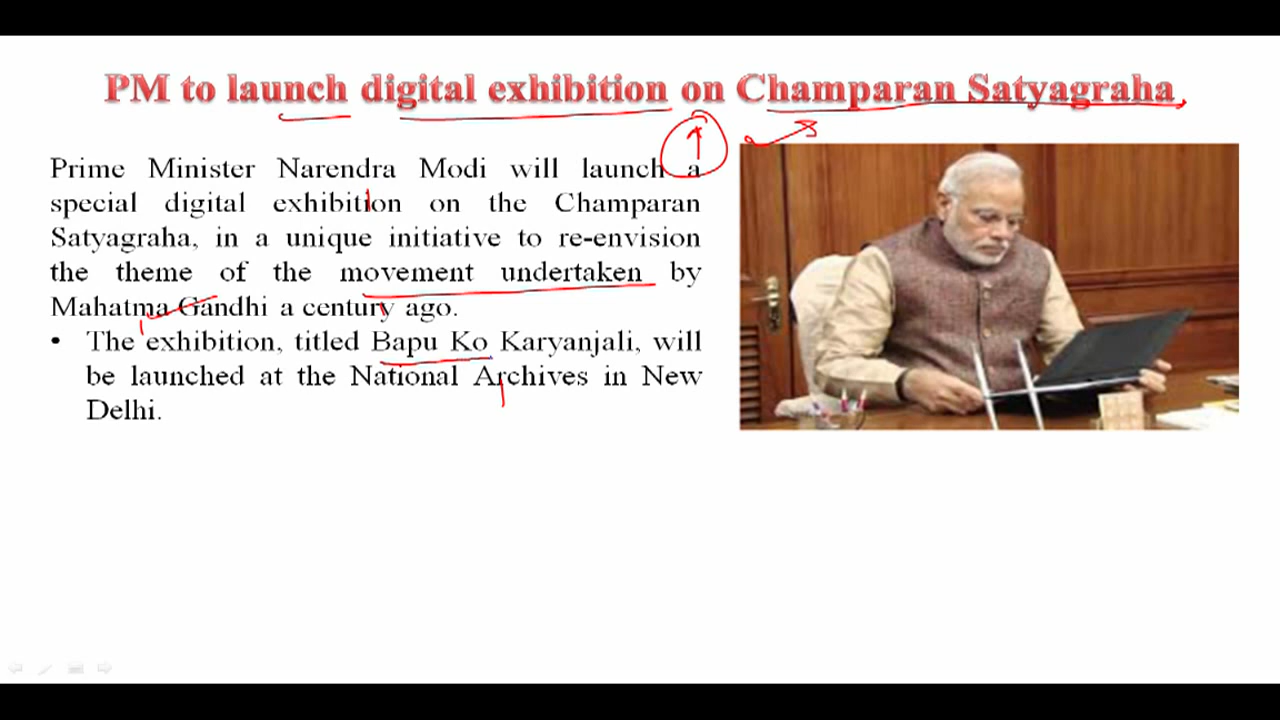 PM to launch digital exhibition on Champaran Satyagraha
Prime Minister Narendra Modi will launch a
special digital exhibition on the Champaran
Satyagraha, in a unique initiative to re-envision
the theme of the movement undertaken by
Mahatma Gandhi a century ago.
• The exhibition, titled Bapu Ko Karyanjali, will
be launched at the National Archives in New
Delhi.